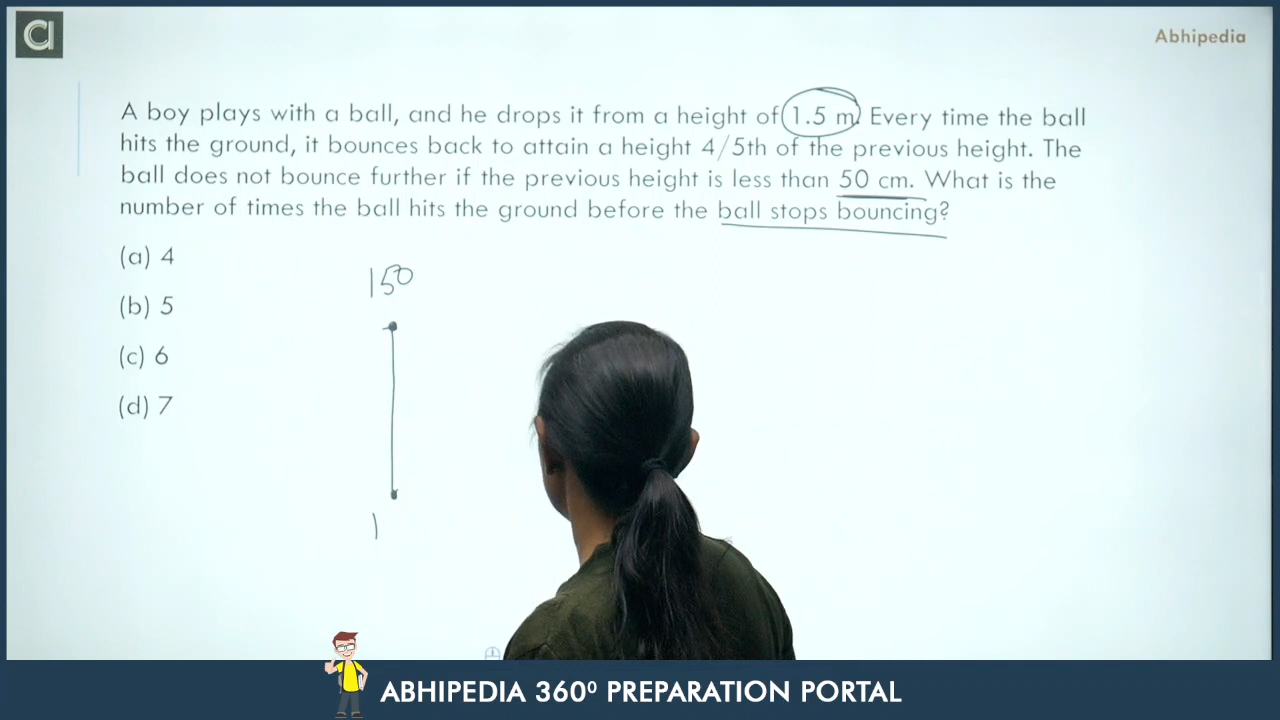 Abhipedia
A boy plays with a ball, and he drops it from a height of 1.5 m. Every time the ball
hits the ground, it bounces back to attain a height 4/5th of the previous height. The
ball does not bounce further if the previous height is less than 50 cm. What is the
number of times the ball hits the ground before the ball stops bouncing?
(a) 4
(b) 5
(c) 6
(d) 7
150
1
ABHIPEDIA 360⁰ PREPARATION PORTAL